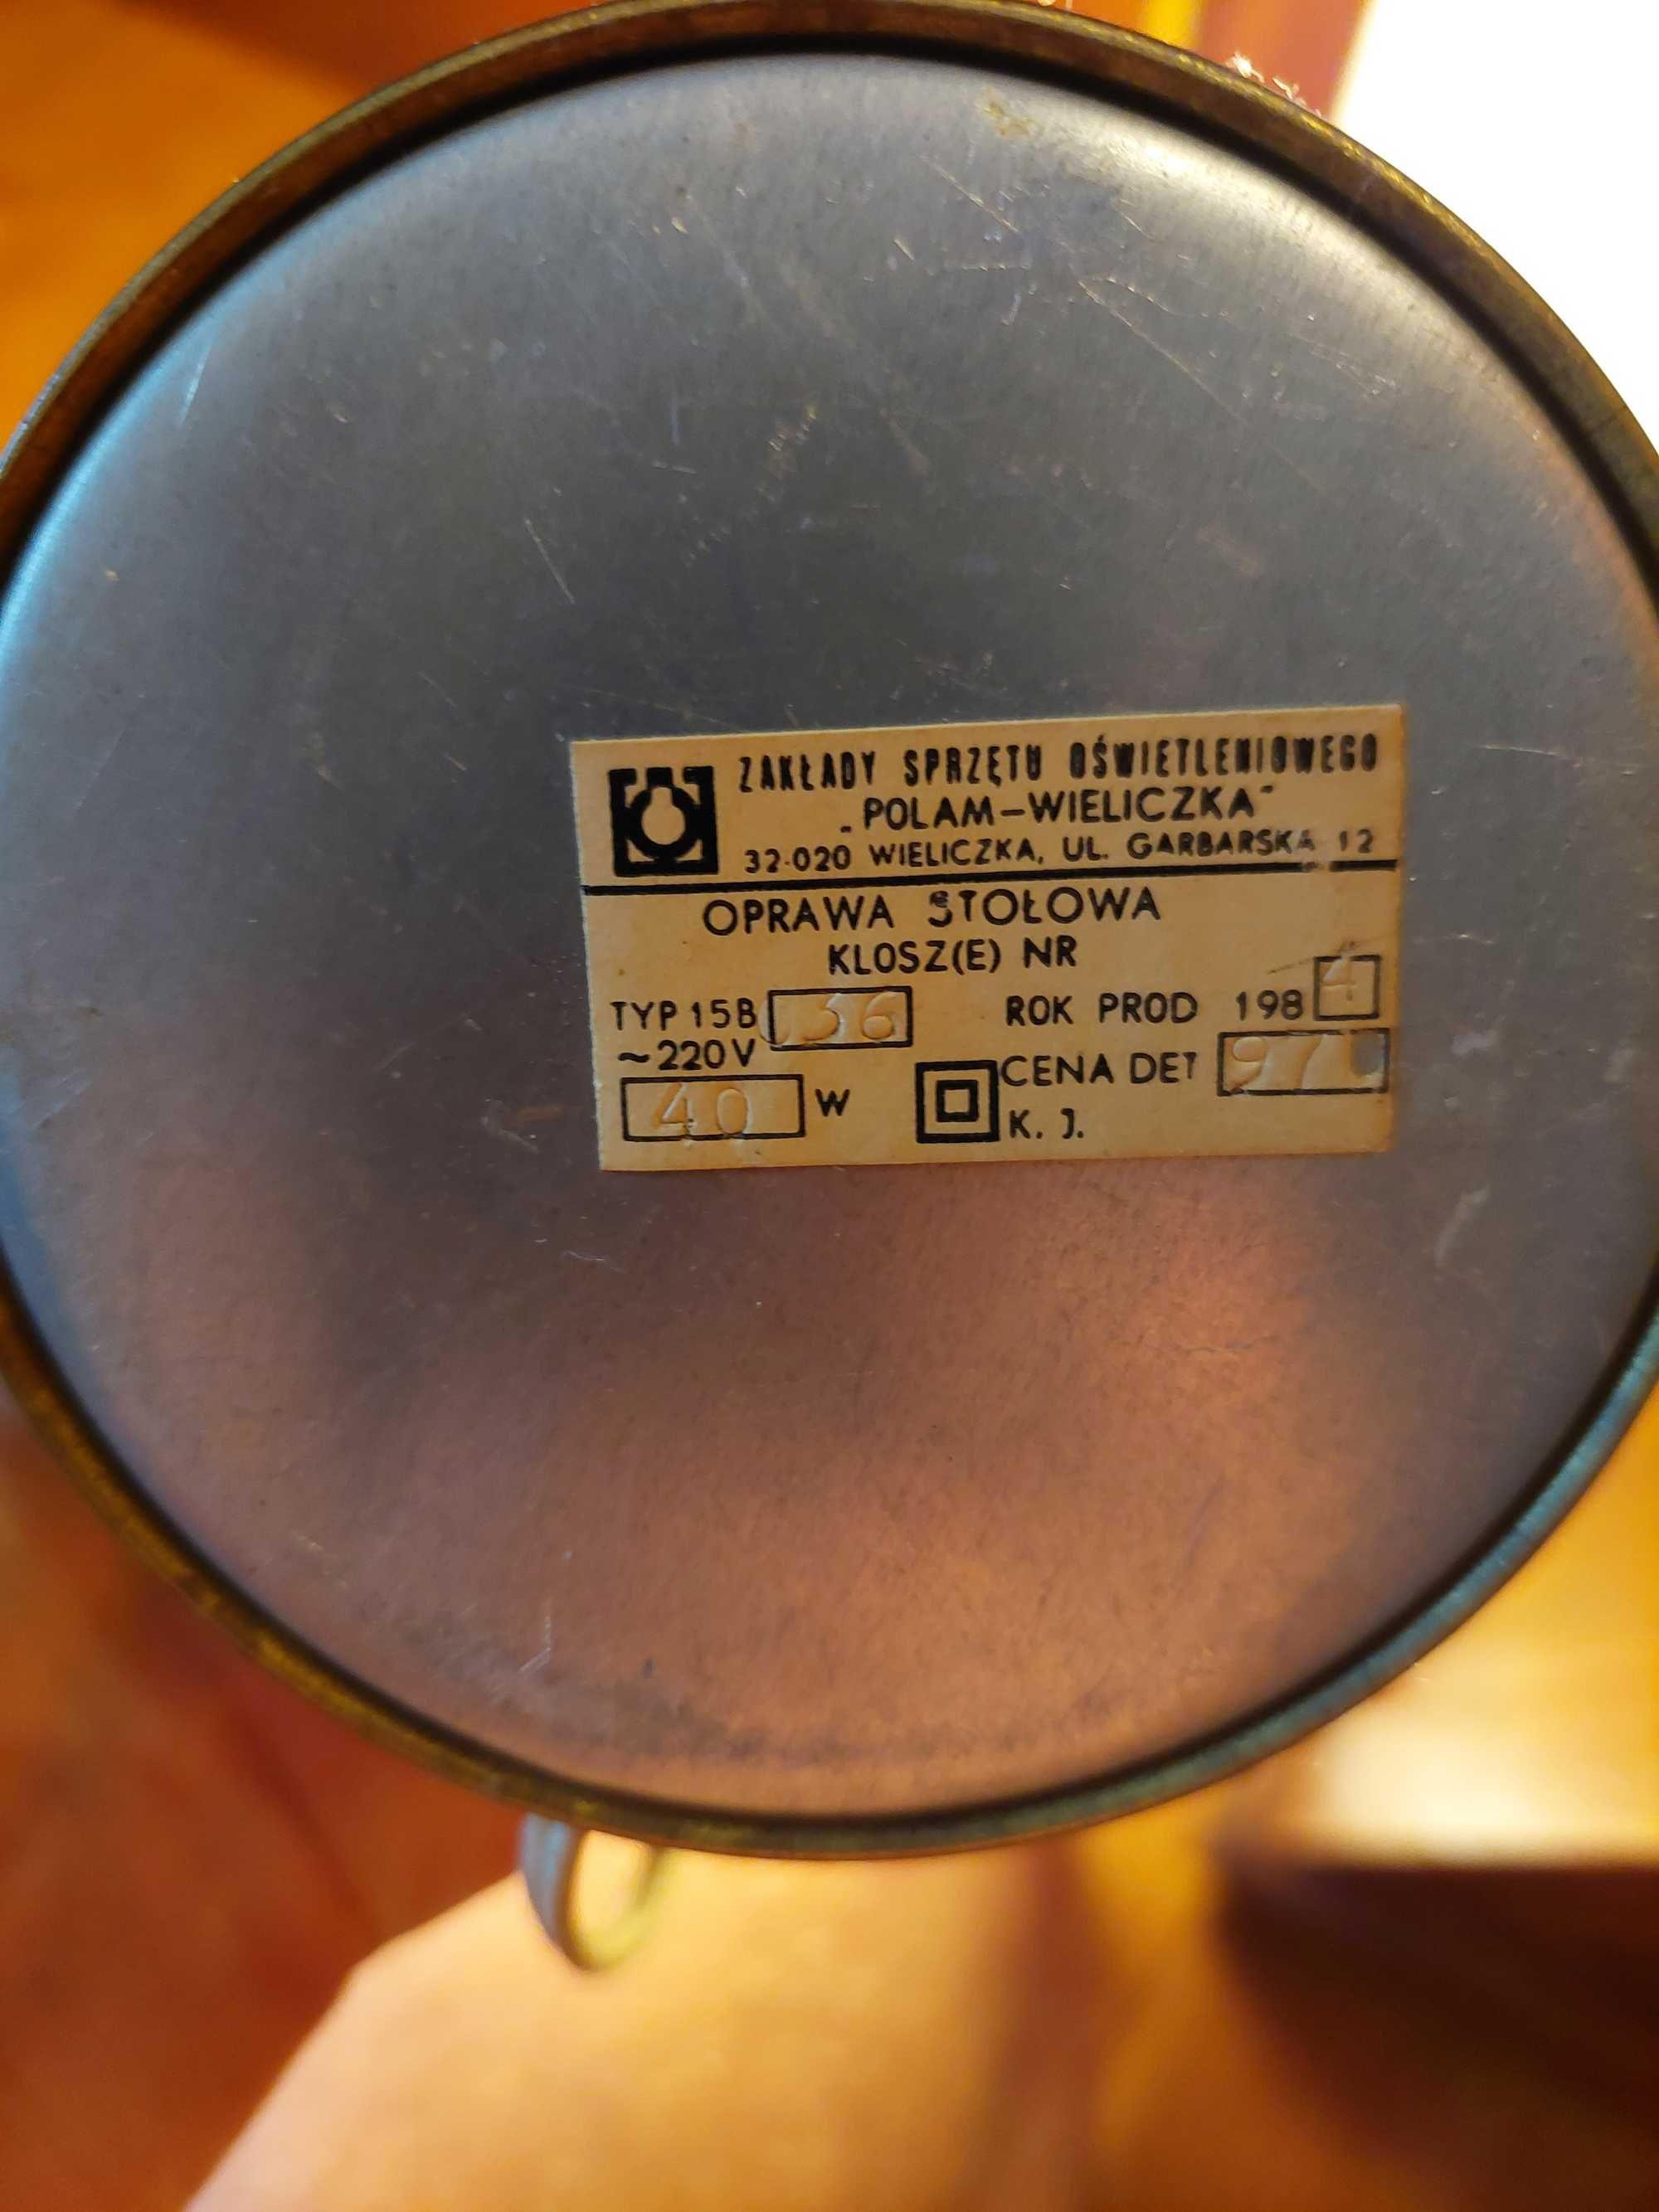 ZAKŁADY SPRZĘTU OŚWIETLENIOWEGO
„POLAM–WIELICZKA"
32-020 WIELICZKA, UL. GARBARSKA 12
OPRAWA STOŁOWA
KLOSZ(E) NR
TYP 15B 036 ROK PROD 1984
~220V CENA DET
40 W K. J.